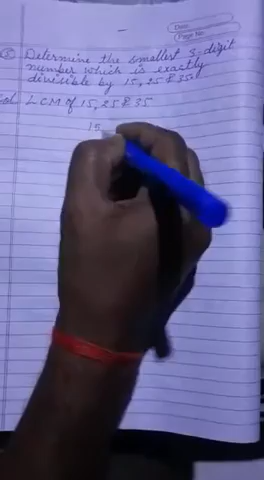 Date
Page No.
Determine the smallest 3-digit
number which is exactly
divisible by 15, 25 & 35.
Sol LCM of 15, 25 & 35
15